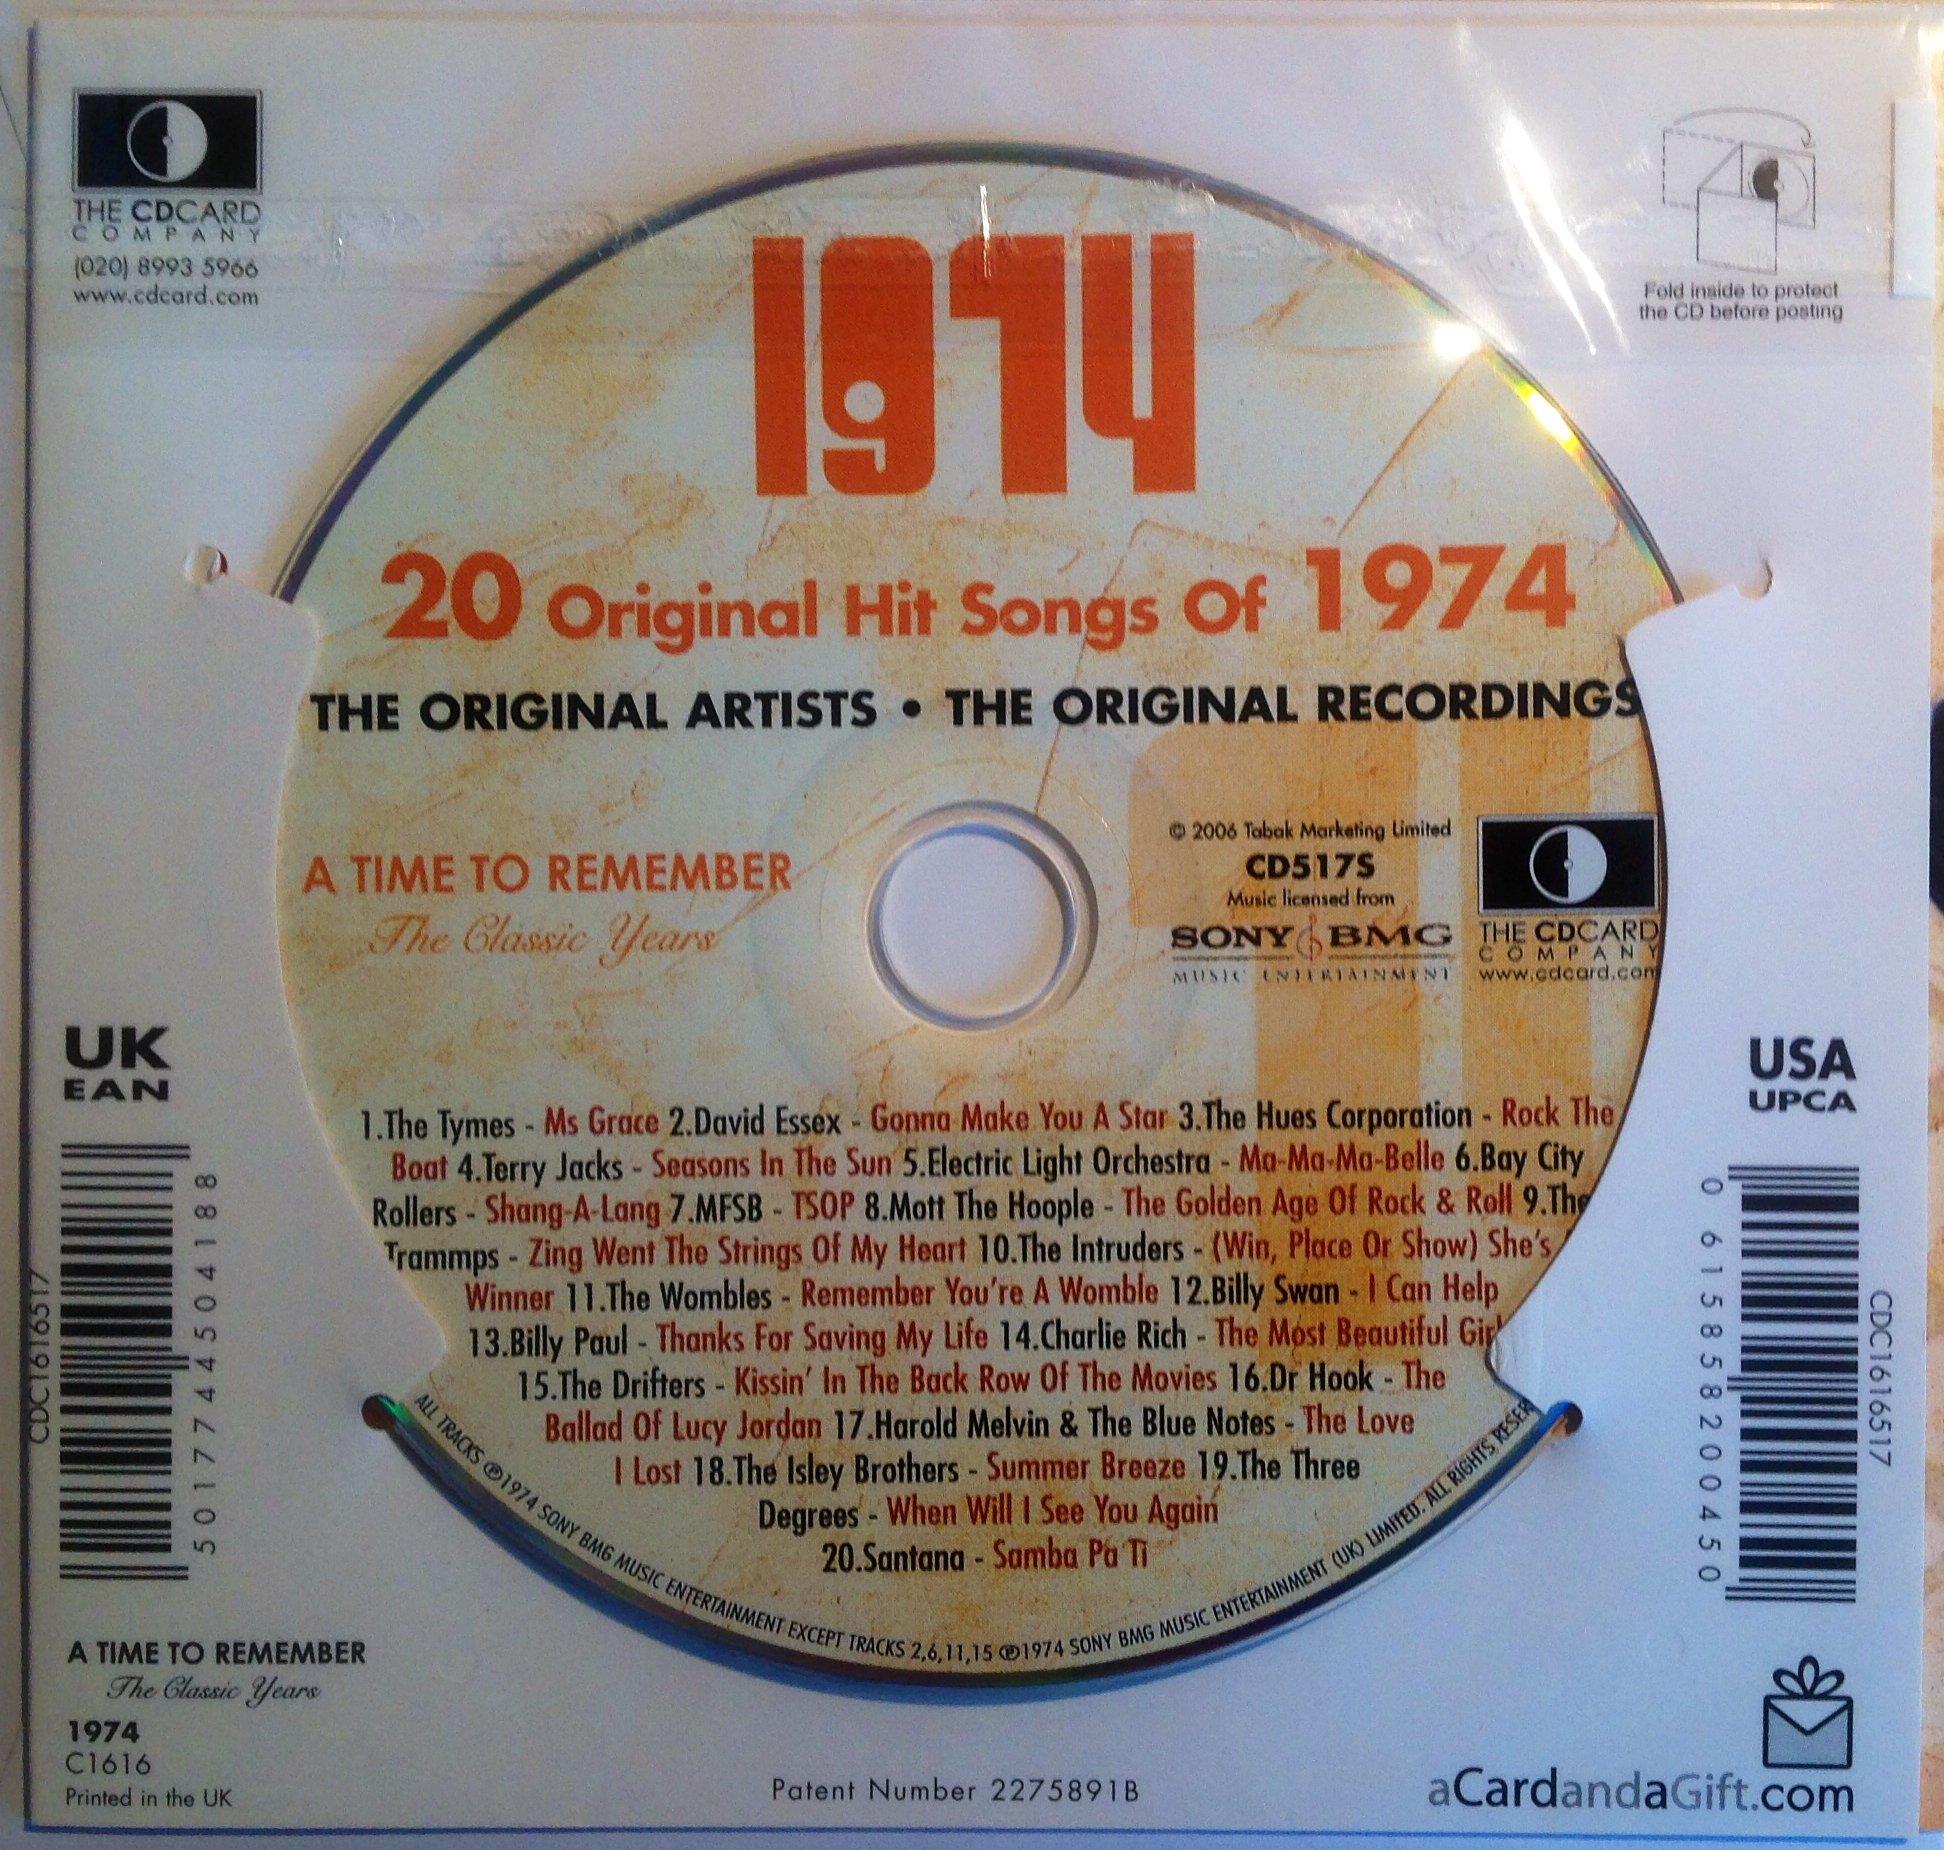 THE CDCARD
COMPANY
(020) 8993 5966
www.cdcard.com
Fold inside to protect
the CD before posting
1974
20 Original Hit Songs Of 1974
THE ORIGINAL ARTISTS • THE ORIGINAL RECORDINGS
A TIME TO REMEMBER
The Classic Years
© 2006 Tabak Marketing Limited
CD517S
Music licensed from
SONY BMG
MUSIC ENTERTAINMENT
THE CDCARD
COMPANY
www.cdcard.com
1.The Tymes - Ms Grace 2.David Essex - Gonna Make You A Star 3.The Hues Corporation - Rock The
Boat 4.Terry Jacks - Seasons In The Sun 5.Electric Light Orchestra - Ma-Ma-Ma-Belle 6.Bay City
Rollers - Shang-A-Lang 7.MFSB - TSOP 8.Mott The Hoople - The Golden Age Of Rock & Roll 9.The
Trammps - Zing Went The Strings Of My Heart 10.The Intruders - (Win, Place Or Show) She's
Winner 11.The Wombles - Remember You're A Womble 12.Billy Swan - I Can Help
13.Billy Paul - Thanks For Saving My Life 14.Charlie Rich - The Most Beautiful Girl
15.The Drifters - Kissin' In The Back Row Of The Movies 16.Dr Hook - The
Ballad Of Lucy Jordan 17.Harold Melvin & The Blue Notes - The Love
I Lost 18.The Isley Brothers - Summer Breeze 19.The Three
Degrees - When Will I See You Again
20.Santana - Samba Pa Ti
ALL TRACKS ℗1974 SONY BMG MUSIC ENTERTAINMENT EXCEPT TRACKS 2,6,11,15 ℗1974 SONY BMG MUSIC ENTERTAINMENT (UK) LIMITED. ALL RIGHTS RESER
UK
EAN
CDC1616517
5017744504188
USA
UPCA
0 61585820045 0
CDC1616517
A TIME TO REMEMBER
The Classic Years
1974
C1616
Printed in the UK
Patent Number 2275891B
aCardandaGift.com